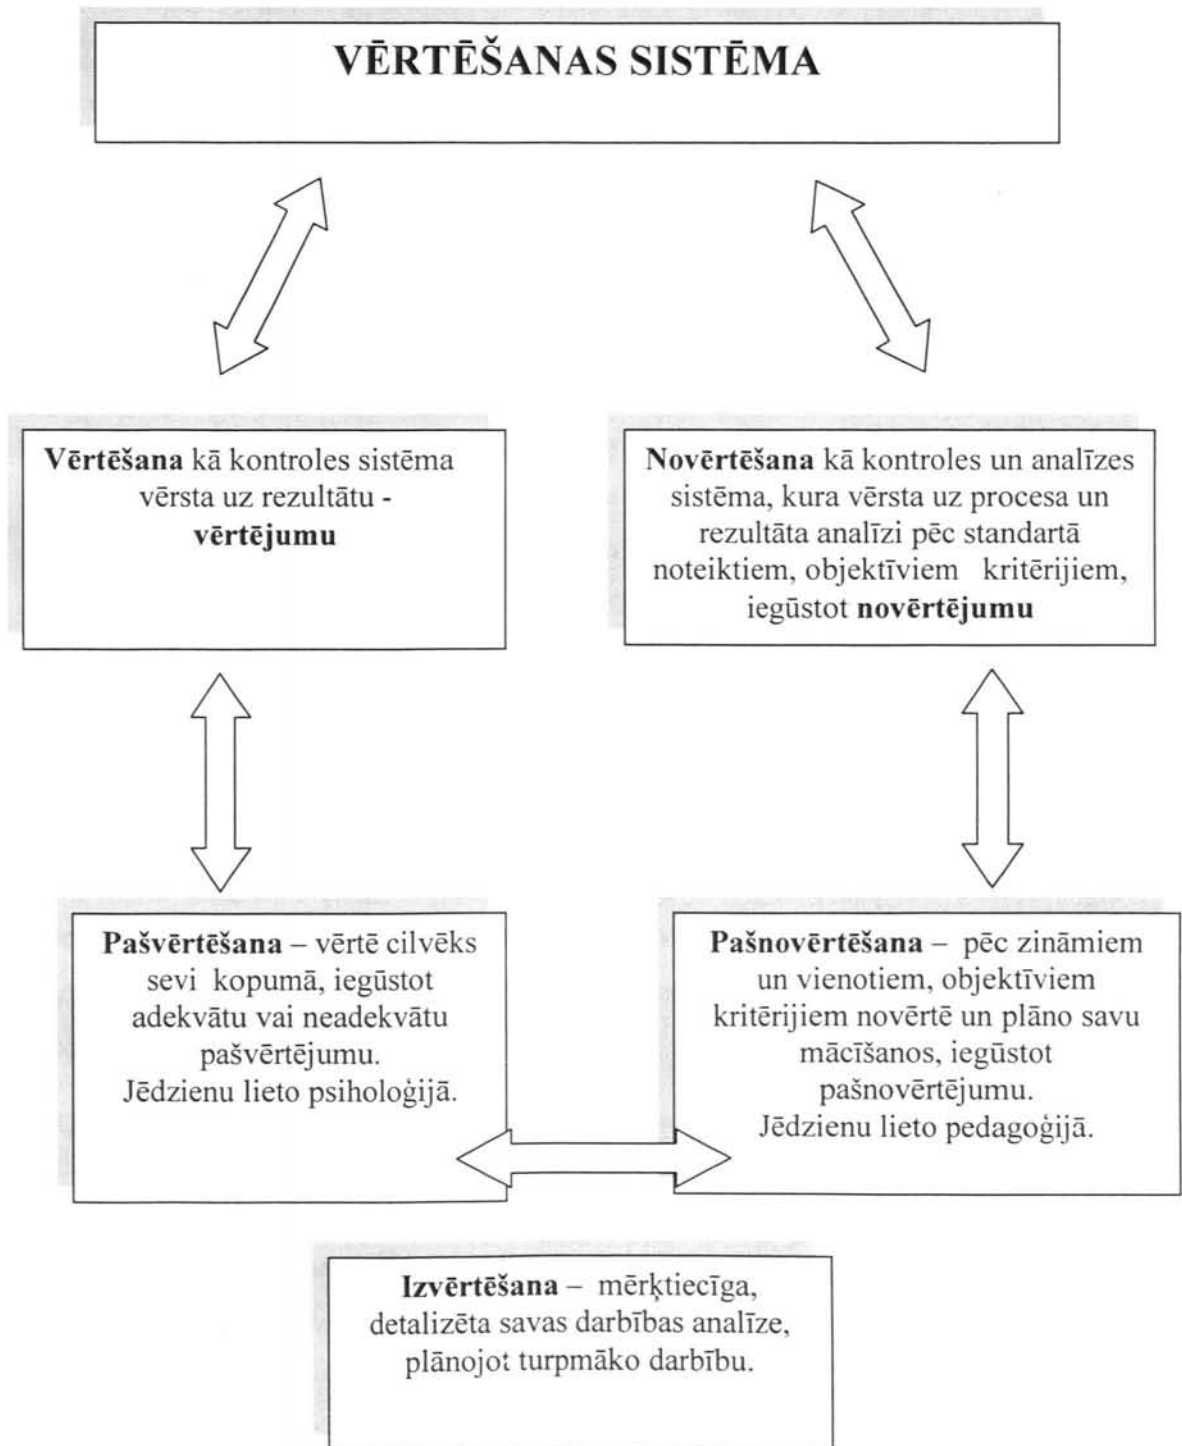 VĒRTĒŠANAS SISTĒMA
Vērtēšana kā kontroles sistēma
vērsta uz rezultātu -
vērtējumu
Novērtēšana kā kontroles un analīzes
sistēma, kura vērsta uz procesa un
rezultāta analīzi pēc standartā
noteiktiem, objektīviem kritērijiem,
iegūstot novērtējumu
Pašvērtēšana – vērtē cilvēks
sevi kopumā, iegūstot
adekvātu vai neadekvātu
pašvērtējumu.
Jēdzienu lieto psiholoģijā.
Pašnovērtēšana – pēc zināmiem
un vienotiem, objektīviem
kritērijiem novērtē un plāno savu
mācīšanos, iegūstot
pašnovērtējumu.
Jēdzienu lieto pedagoģijā.
Izvērtēšana – mērķtiecīga,
detalizēta savas darbības analīze,
plānojot turpmāko darbību.